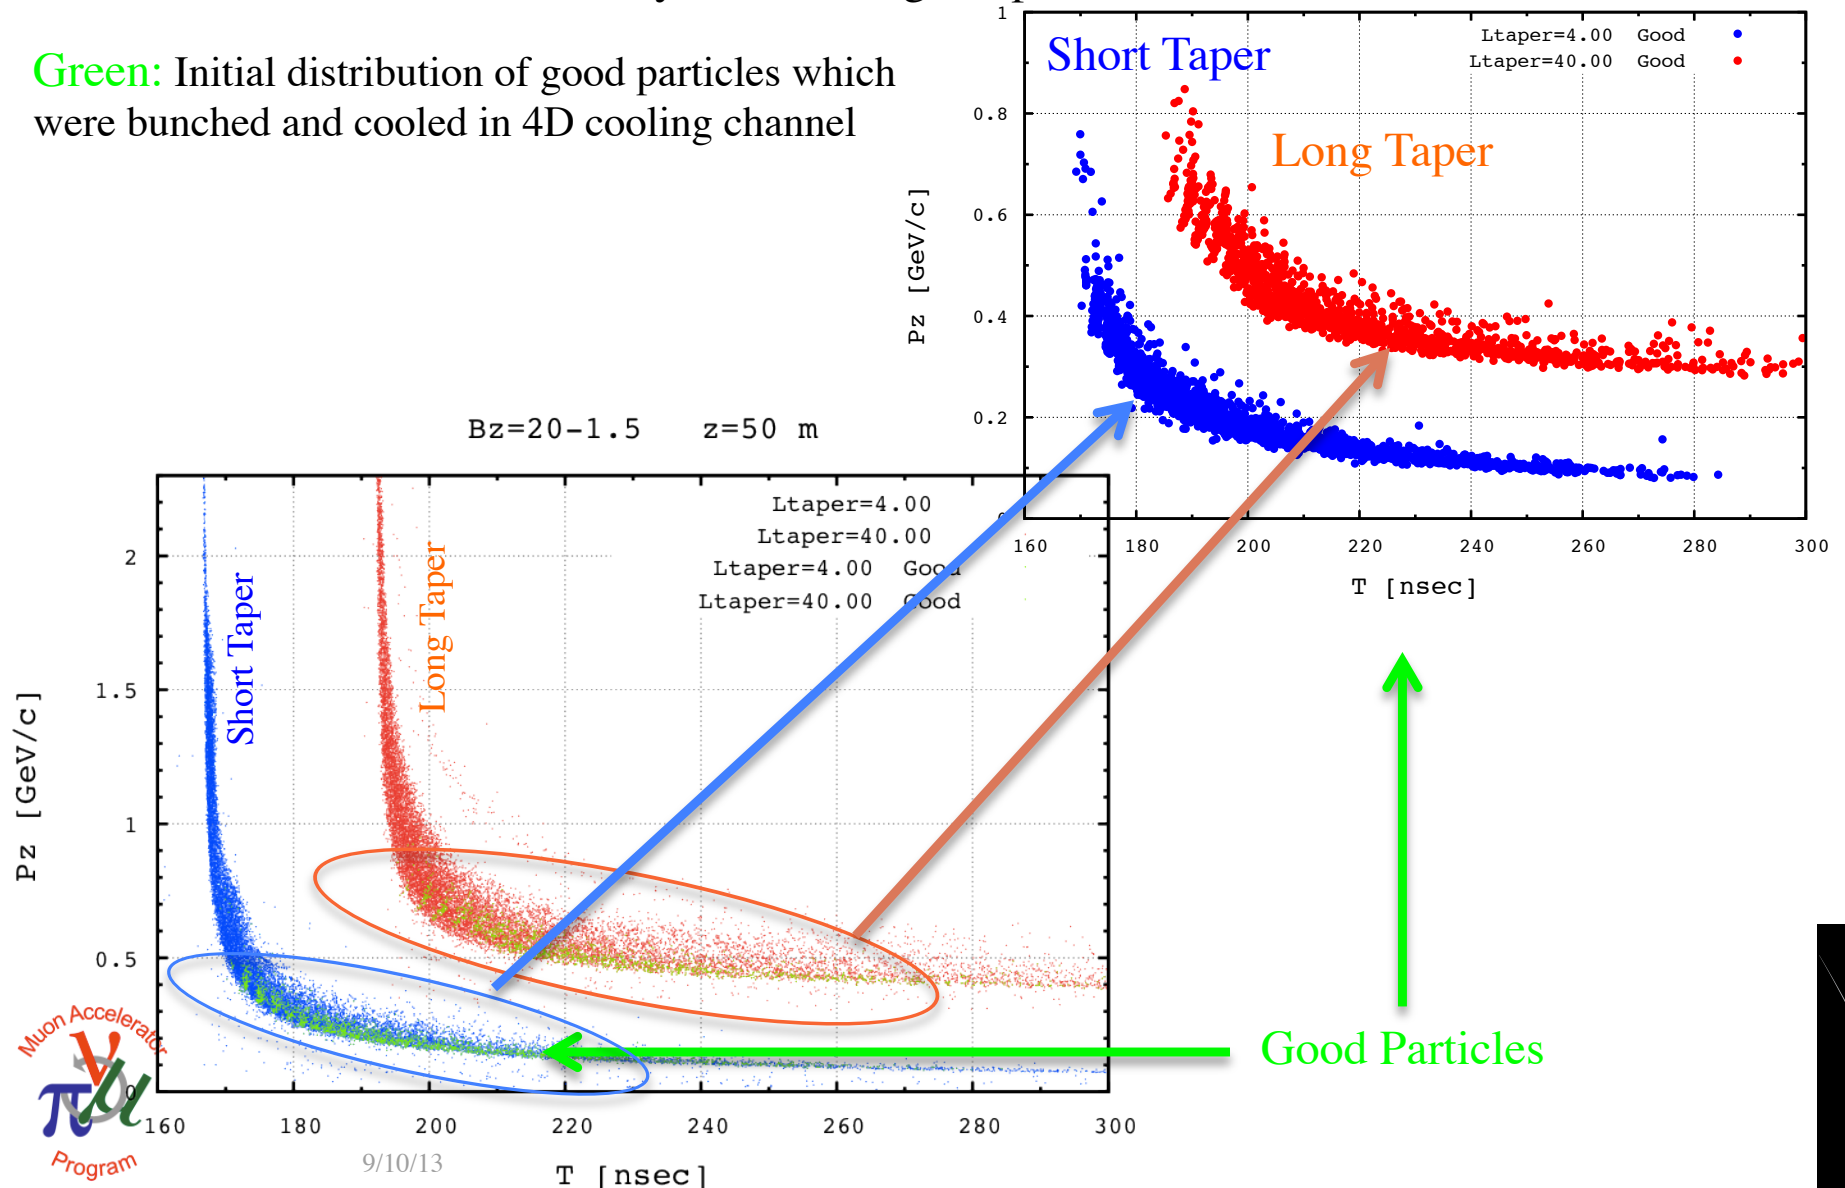 Green: Initial distribution of good particles which
were bunched and cooled in 4D cooling channel
1
0.8
0.6
0.4
0.2
Pz [GeV/c]
Short Taper
Long Taper
Ltaper=4.00 Good
Ltaper=40.00 Good
160 180 200 220 240 260 280 300
T [nsec]
Bz=20-1.5 z=50 m
Ltaper=4.00
Ltaper=40.00
Ltaper=4.00 Good
Ltaper=40.00 Good
Short Taper
Long Taper
2
1.5
1
0.5
0
Pz [GeV/c]
160 180 200 220 240 260 280 300
T [nsec]
Good Particles
Muon Accelerator
Program
πμ
9/10/13